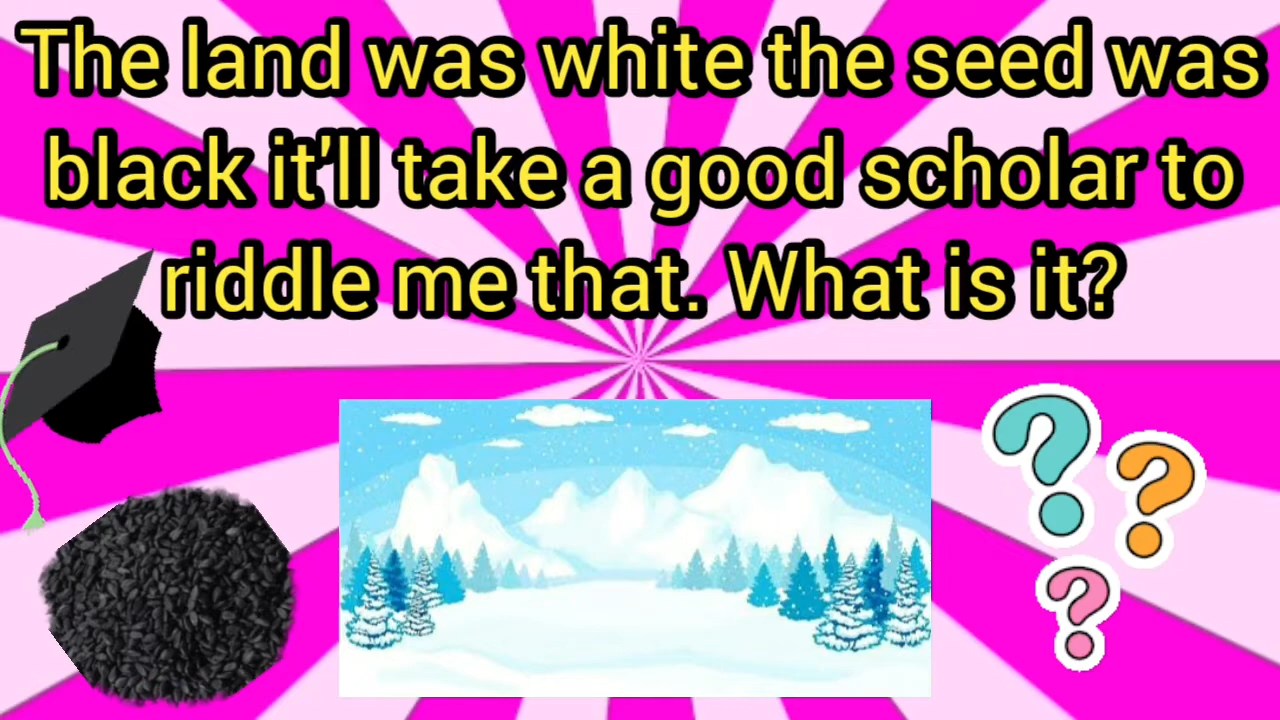 The land was white the seed was
black it'll take a good scholar to
riddle me that. What is it?